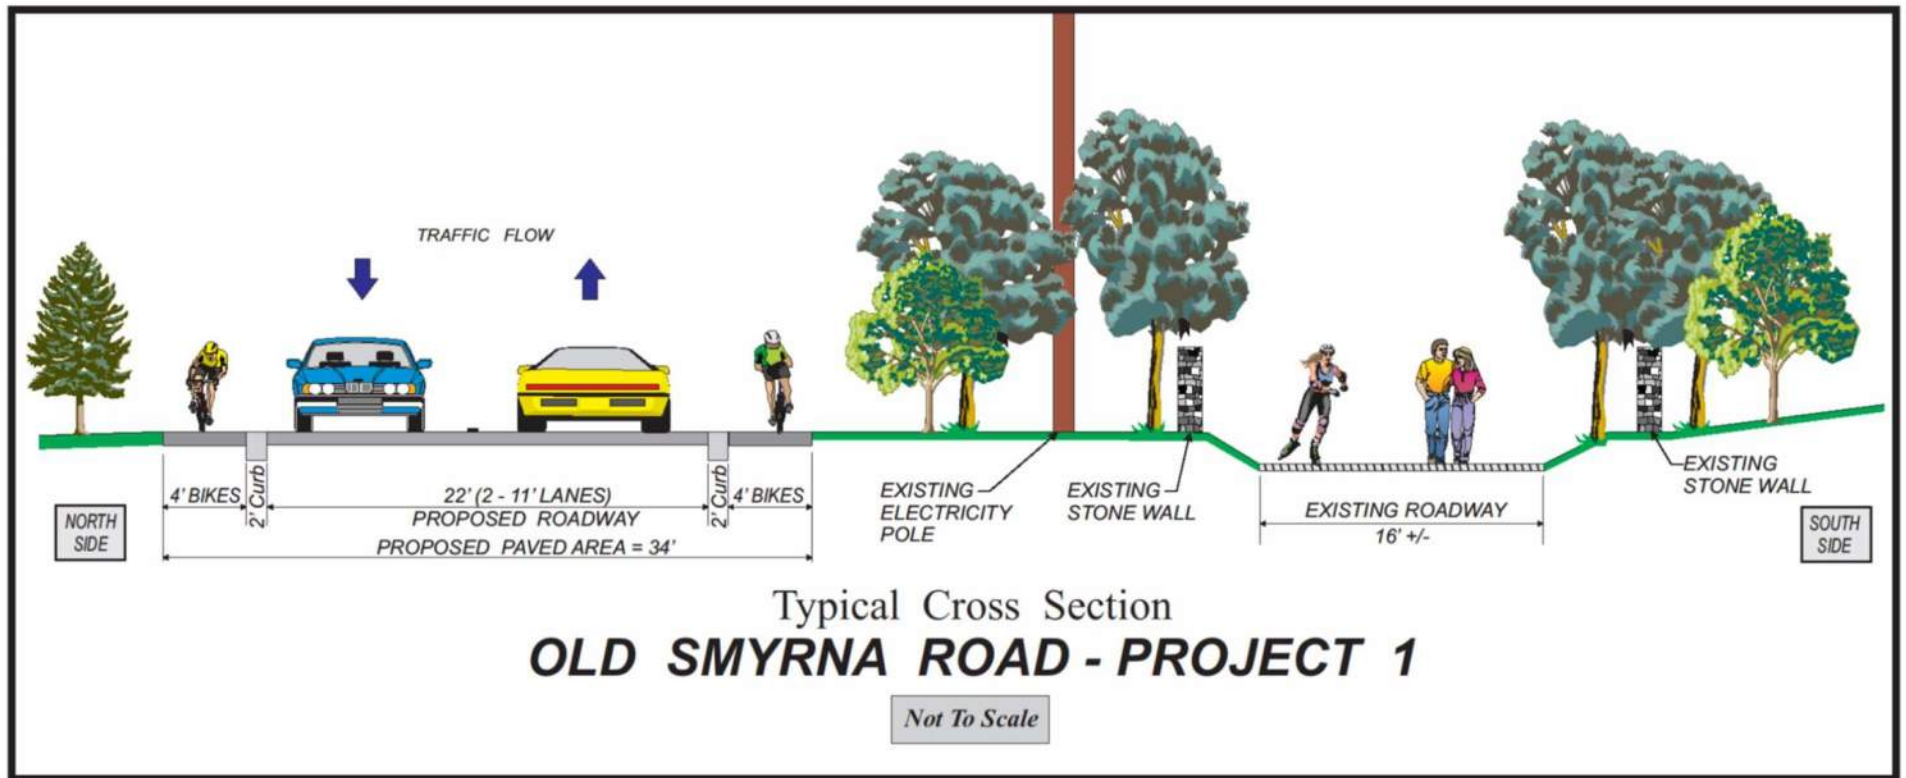 TRAFFIC FLOW
4' BIKES
2' Curb
22' (2 - 11' LANES)
PROPOSED ROADWAY
2' Curb
4' BIKES
PROPOSED PAVED AREA = 34'
NORTH
SIDE
EXISTING
ELECTRICITY
POLE
EXISTING
STONE WALL
EXISTING ROADWAY
16' +/-
EXISTING
STONE WALL
SOUTH
SIDE
Typical Cross Section
OLD SMYRNA ROAD - PROJECT 1
Not To Scale